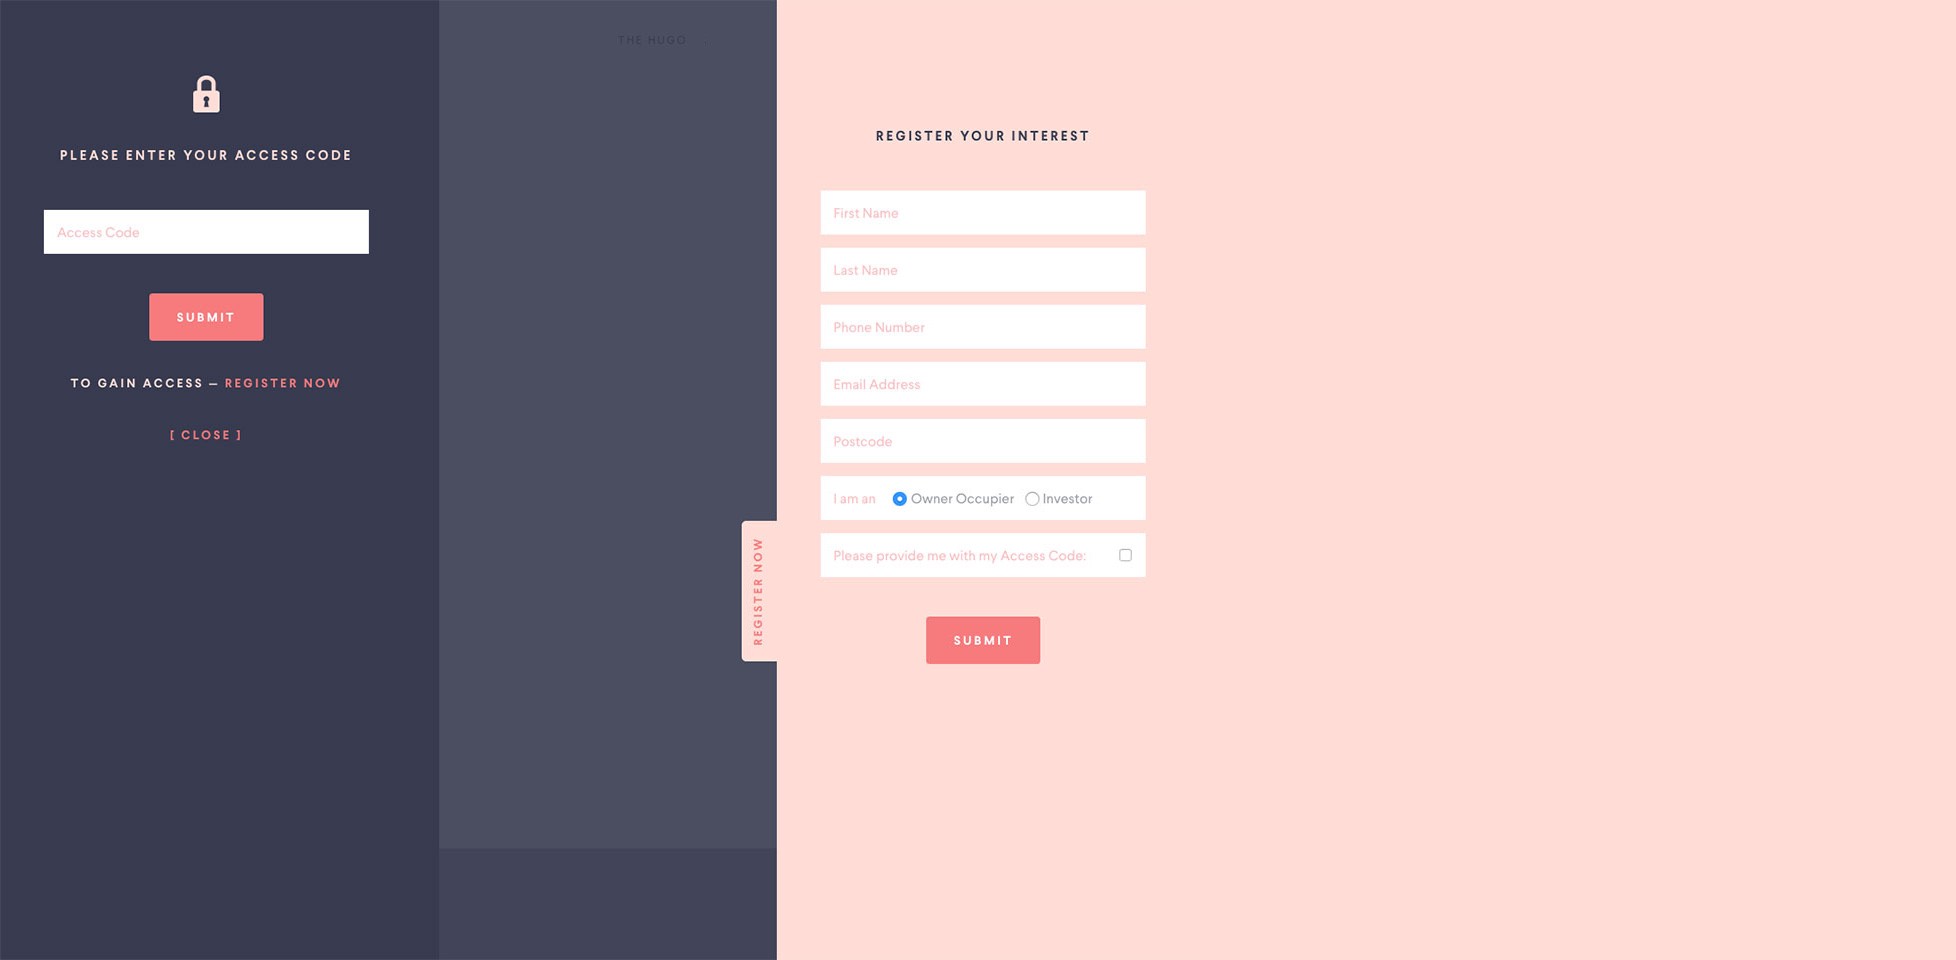 PLEASE ENTER YOUR ACCESS CODE
Access Code
SUBMIT
TO GAIN ACCESS – REGISTER NOW
[ CLOSE ]
THE HUGO
REGISTER NOW
REGISTER YOUR INTEREST
First Name
Last Name
Phone Number
Email Address
Postcode
I am an Owner Occupier Investor
Please provide me with my Access Code:
SUBMIT